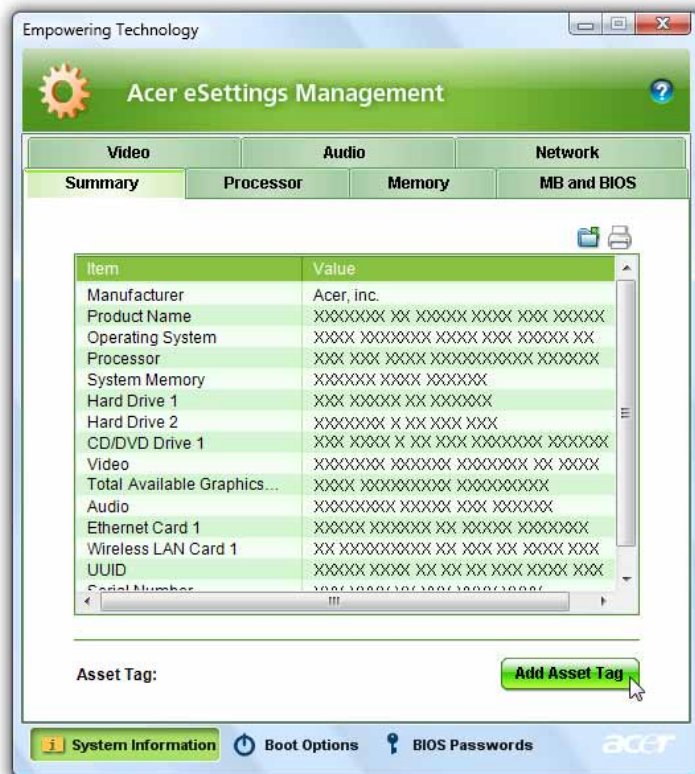 Empowering Technology
Acer eSettings Management
Video Audio Network
Summary Processor Memory MB and BIOS
Item Value
Manufacturer Acer, inc.
Product Name XXXXXXX XX XXXXX XXXX XXX XXXXX
Operating System XXXX XXXXXXX XXXX XXX XXXXX XX
Processor XXX XXX XXXX XXXXXXXXXX XXXXXX
System Memory XXXXXX XXXX XXXXXX
Hard Drive 1 XXX XXXXX XX XXXXXX
Hard Drive 2 XXXXXXX X XX XXX XXX
CD/DVD Drive 1 XXX XXXX X XX XXX XXXXXXX XXXXXX
Video XXXXXXX XXXXXX XXXXXXX XX XXXX
Total Available Graphics... XXXX XXXXXXXXXX XXXXXXXXX
Audio XXXXXXXXX XXXXX XXX XXXXXX
Ethernet Card 1 XXXXX XXXXXX XX XXXXX XXXXXXX
Wireless LAN Card 1 XX XXXXXXXXXX XX XXX XX XXXX XXX
UUID XXXXX XXXX XX XX XX XXX XXXX XXX
Serial Number
Asset Tag: Add Asset Tag
System Information Boot Options BIOS Passwords acer